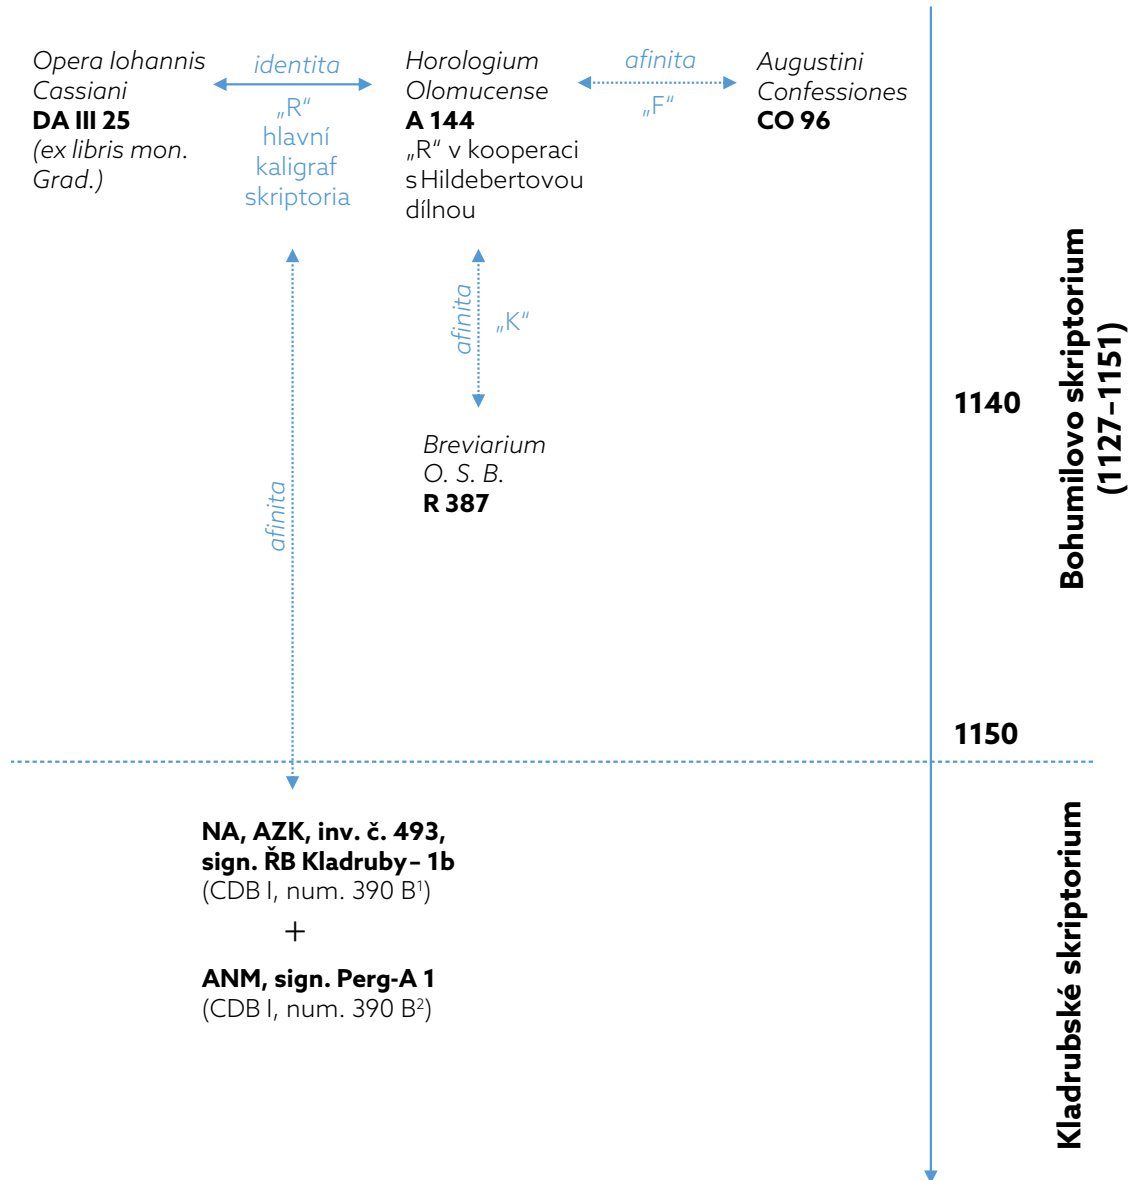 Opera Iohannis
Cassiani
DA III 25
(ex libris mon.
Grad.)
identita
„R“
hlavní
kaligraf
skriptoria
Horologium
Olomucense
A 144
„R“ v kooperaci
s Hildebertovou
dílnou
afinita
„F“
Augustini
Confessiones
CO 96
afinita
„K“
Breviarium
O. S. B.
R 387
afinita
1140
Bohumilovo skriptorium
(1127–1151)
1150
NA, AZK, inv. č. 493,
sign. ŘB Kladruby – 1b
(CDB I, num. 390 B¹)
+
ANM, sign. Perg-A 1
(CDB I, num. 390 B²)
Kladrubské skriptorium